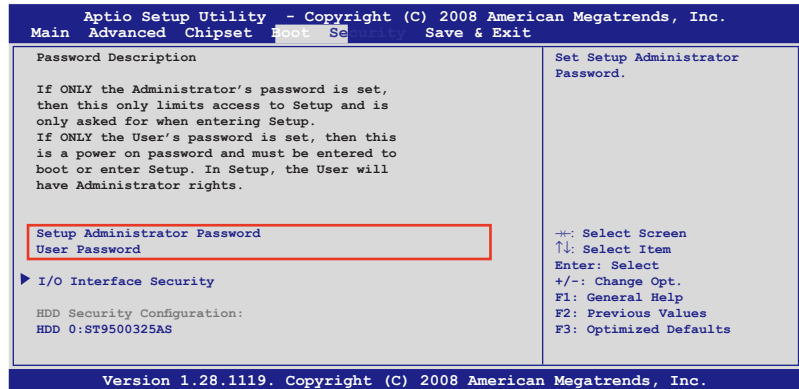 Aptio Setup Utility - Copyright (C) 2008 American Megatrends, Inc.
Main Advanced Chipset Boot Security Save & Exit
Password Description
If ONLY the Administrator's password is set,
then this only limits access to Setup and is
only asked for when entering Setup.
If ONLY the User's password is set, then this
is a power on password and must be entered to
boot or enter Setup. In Setup, the User will
have Administrator rights.
Setup Administrator Password
User Password
I/O Interface Security
HDD Security Configuration:
HDD 0:ST9500325AS
Set Setup Administrator
Password.
→←: Select Screen
↑↓: Select Item
Enter: Select
+/-: Change Opt.
F1: General Help
F2: Previous Values
F3: Optimized Defaults
Version 1.28.1119. Copyright (C) 2008 American Megatrends, Inc.